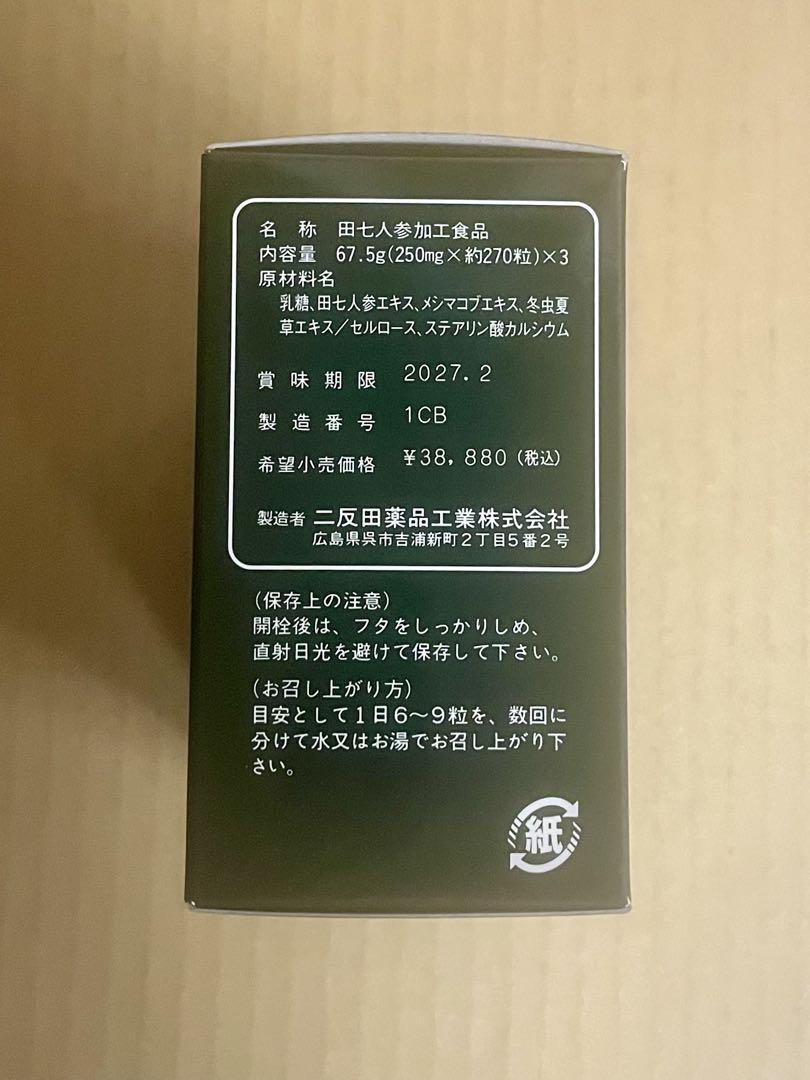 名称 田七人参加工食品
内容量 67.5g(250mg×約270粒)×3
原材料名
乳糖、田七人参エキス、メシマコブエキス、冬虫夏
草エキス／セルロース、ステアリン酸カルシウム
賞味期限 2027.2
製造番号 1CB
希望小売価格 ¥38,880(税込)
製造者 二反田薬品工業株式会社
広島県呉市吉浦新町2丁目5番2号
(保存上の注意)
開栓後は、フタをしっかりしめ、
直射日光を避けて保存して下さい。
(お召し上がり方)
目安として1日6〜9粒を、数回に
分けて水又はお湯でお召し上がり下
さい。
紙